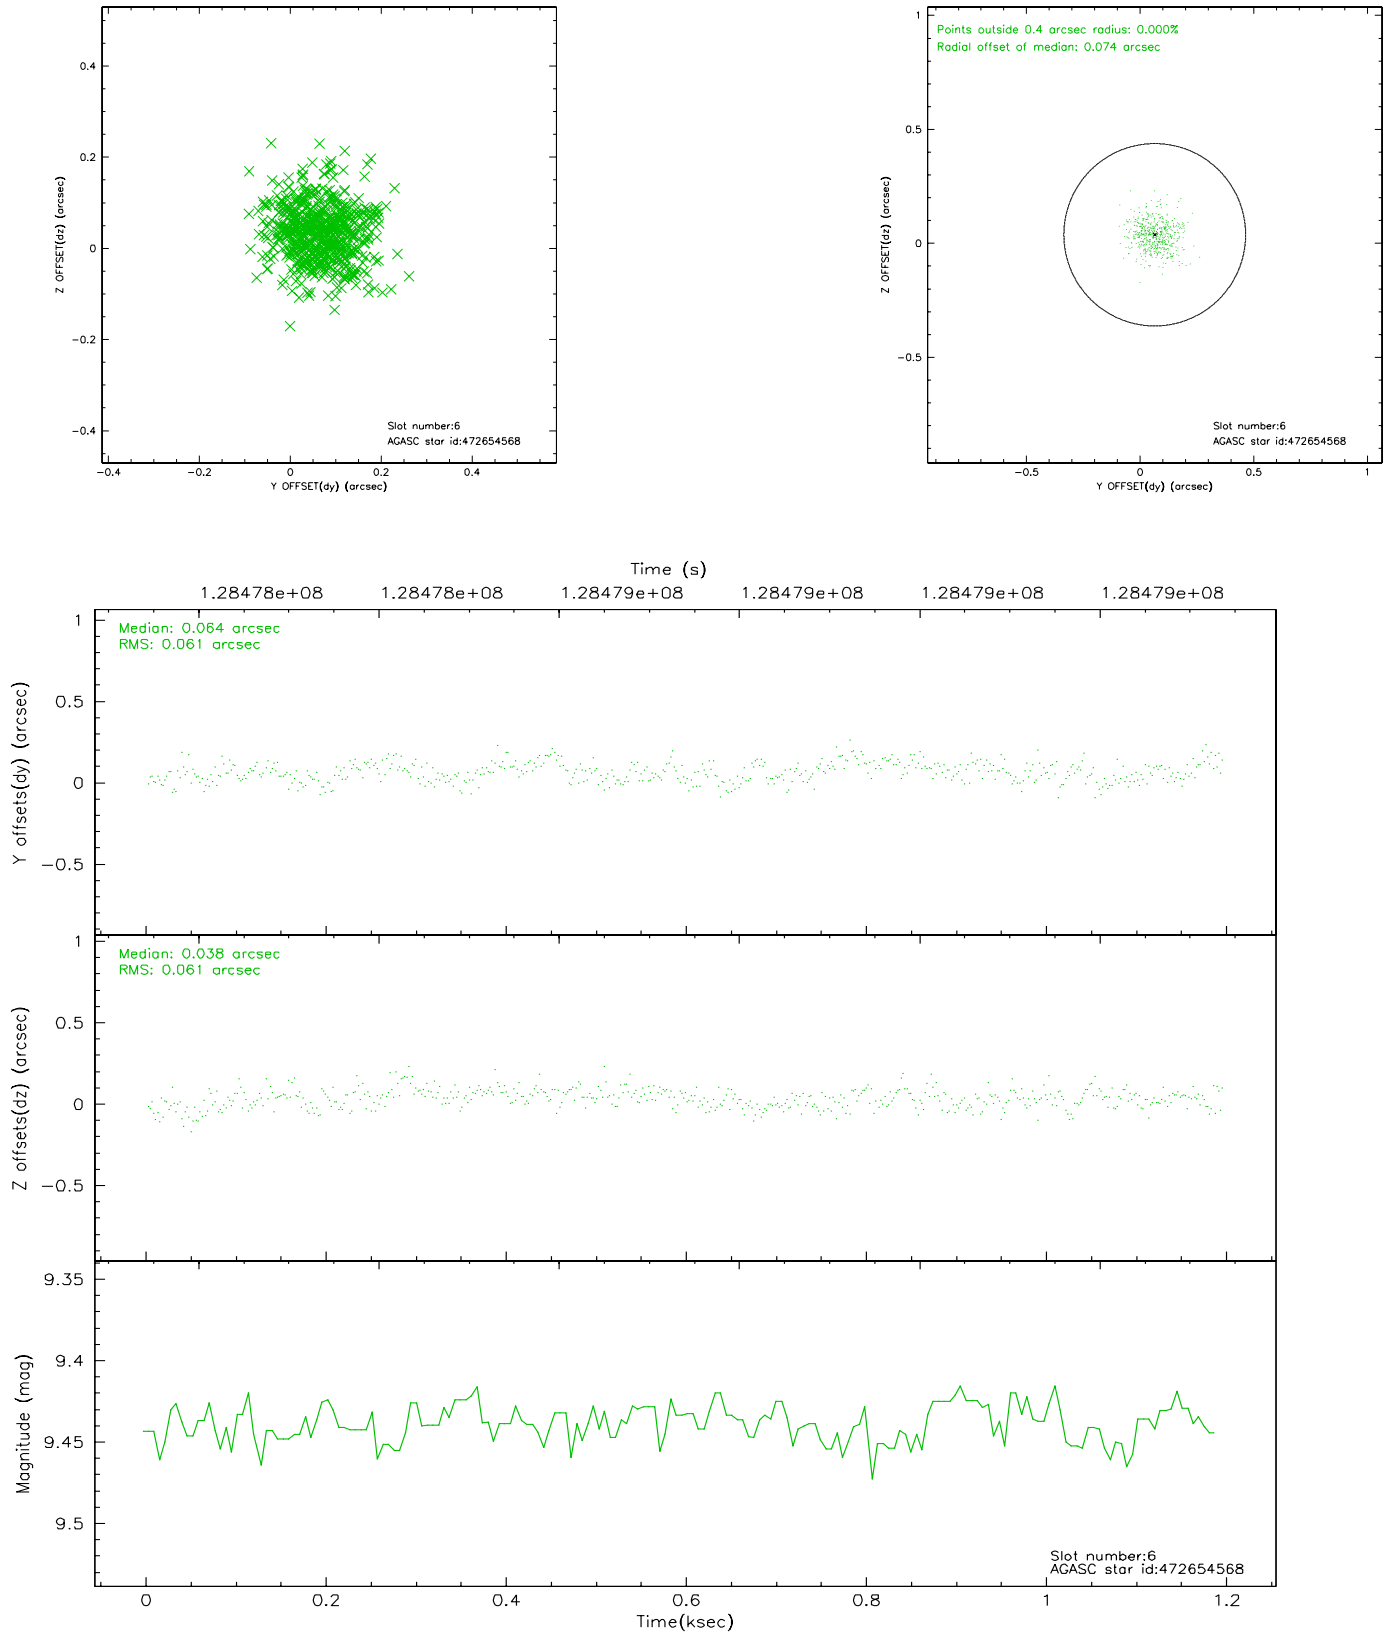 0.4
0.2
0
−0.2
−0.4
Z OFFSET(dz) (arcsec)
Slot number:6
AGASC star id:472654568
−0.4 −0.2 0 0.2 0.4
Y OFFSET(dy) (arcsec)
Points outside 0.4 arcsec radius: 0.000%
Radial offset of median: 0.074 arcsec
1
0.5
0
−0.5
Z OFFSET(dz) (arcsec)
Slot number:6
AGASC star id:472654568
−0.5 0 0.5 1
Y OFFSET(dy) (arcsec)
Time (s)
1.28478e+08 1.28478e+08 1.28479e+08 1.28479e+08 1.28479e+08 1.28479e+08
Median: 0.064 arcsec
RMS: 0.061 arcsec
1
0.5
0
−0.5
Y offsets(dy) (arcsec)
Median: 0.038 arcsec
RMS: 0.061 arcsec
1
0.5
0
−0.5
Z offsets(dz) (arcsec)
9.35
9.4
9.45
9.5
Magnitude (mag)
Slot number:6
AGASC star id:472654568
0 0.2 0.4 0.6 0.8 1 1.2
Time(ksec)